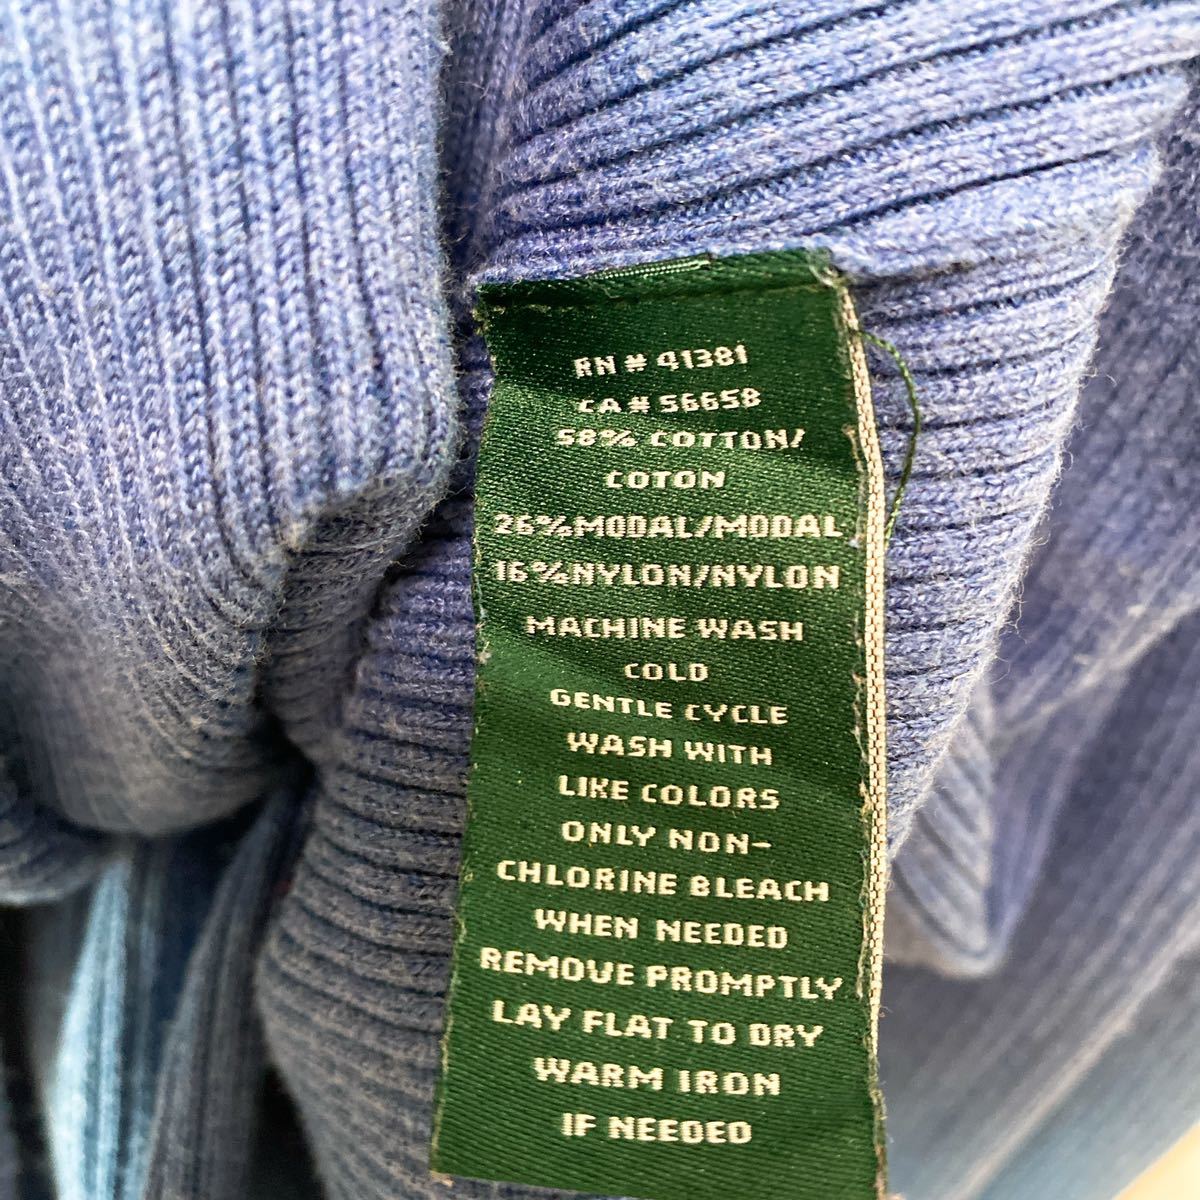 RN # 41381
CA # 56658
58% COTTON/
COTON
26% MODAL/MODAL
16% NYLON/NYLON
MACHINE WASH
COLD
GENTLE CYCLE
WASH WITH
LIKE COLORS
ONLY NON-
CHLORINE BLEACH
WHEN NEEDED
REMOVE PROMPTLY
LAY FLAT TO DRY
WARM IRON
IF NEEDED